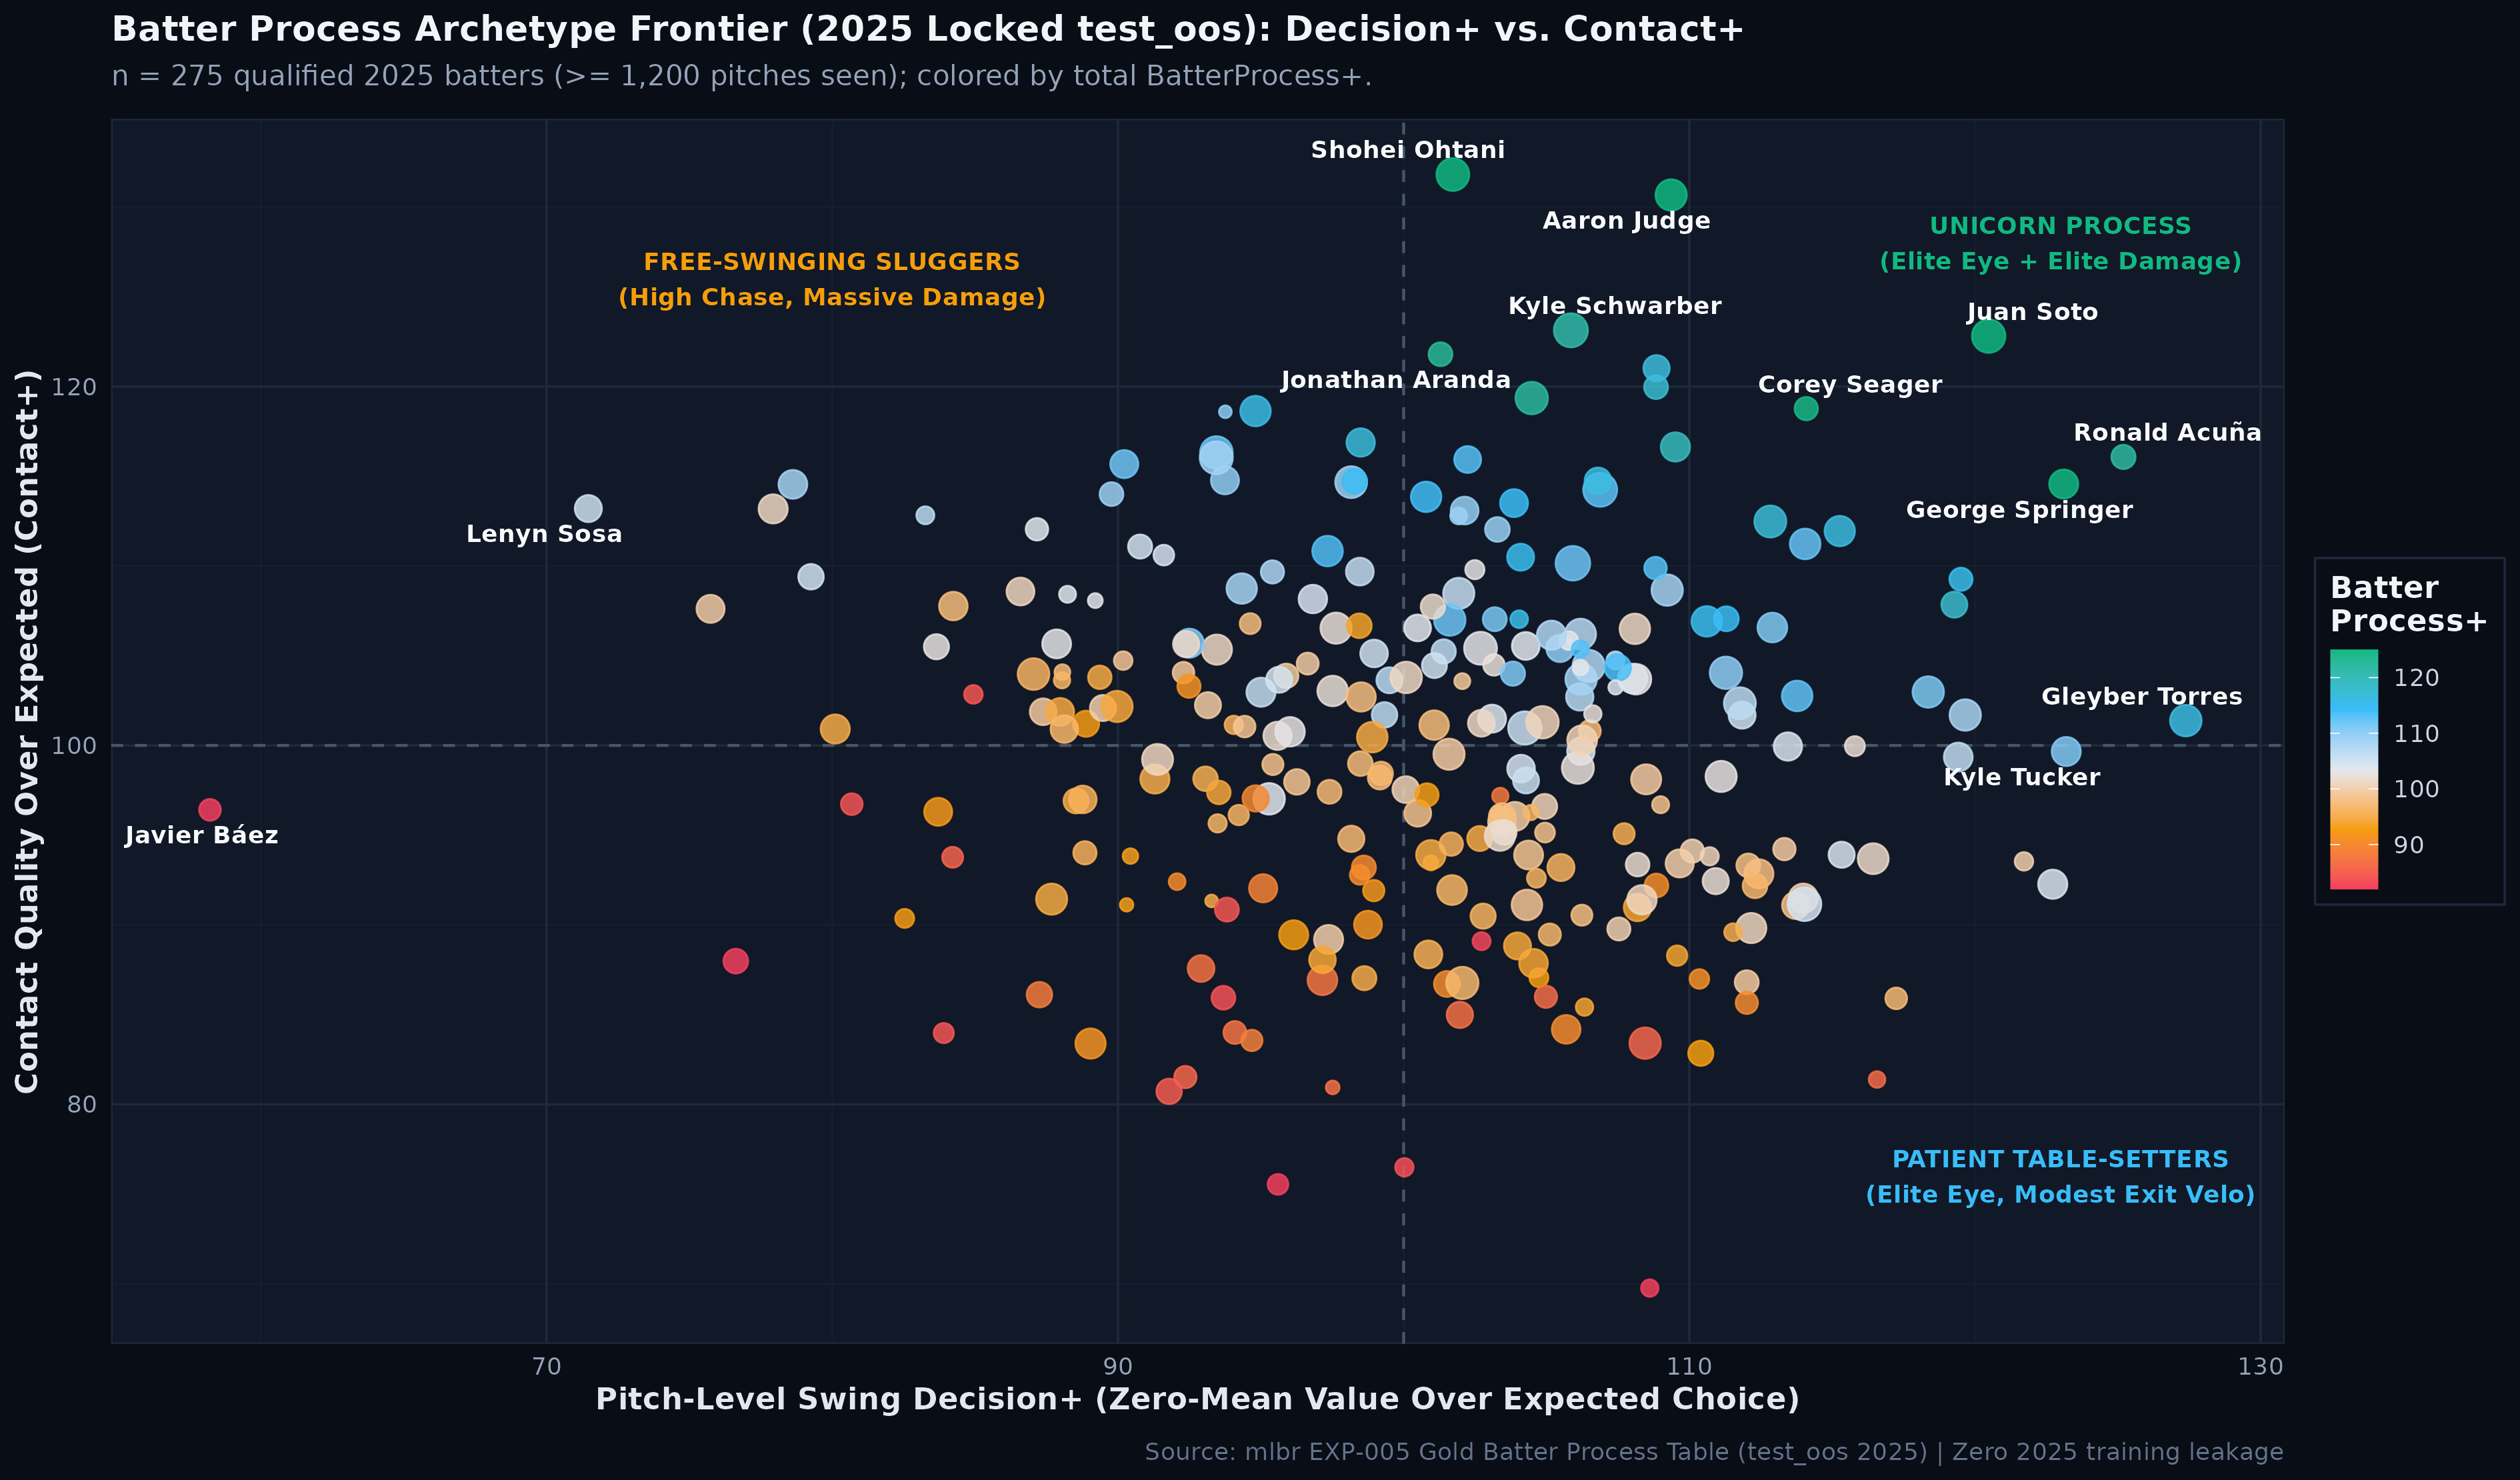 Batter Process Archetype Frontier (2025 Locked test_oos): Decision+ vs. Contact+
n = 275 qualified 2025 batters (>= 1,200 pitches seen); colored by total BatterProcess+.
Shohei Ohtani
Aaron Judge
UNICORN PROCESS
(Elite Eye + Elite Damage)
FREE-SWINGING SLUGGERS
(High Chase, Massive Damage)
Kyle Schwarber
Juan Soto
Jonathan Aranda
Corey Seager
Ronald Acuña
George Springer
Lenyn Sosa
Gleyber Torres
Kyle Tucker
Javier Báez
PATIENT TABLE-SETTERS
(Elite Eye, Modest Exit Velo)
Contact Quality Over Expected (Contact+)
120
100
80
70
90
110
130
Pitch-Level Swing Decision+ (Zero-Mean Value Over Expected Choice)
Batter
Process+
120
110
100
90
Source: mlbr EXP-005 Gold Batter Process Table (test_oos 2025) | Zero 2025 training leakage